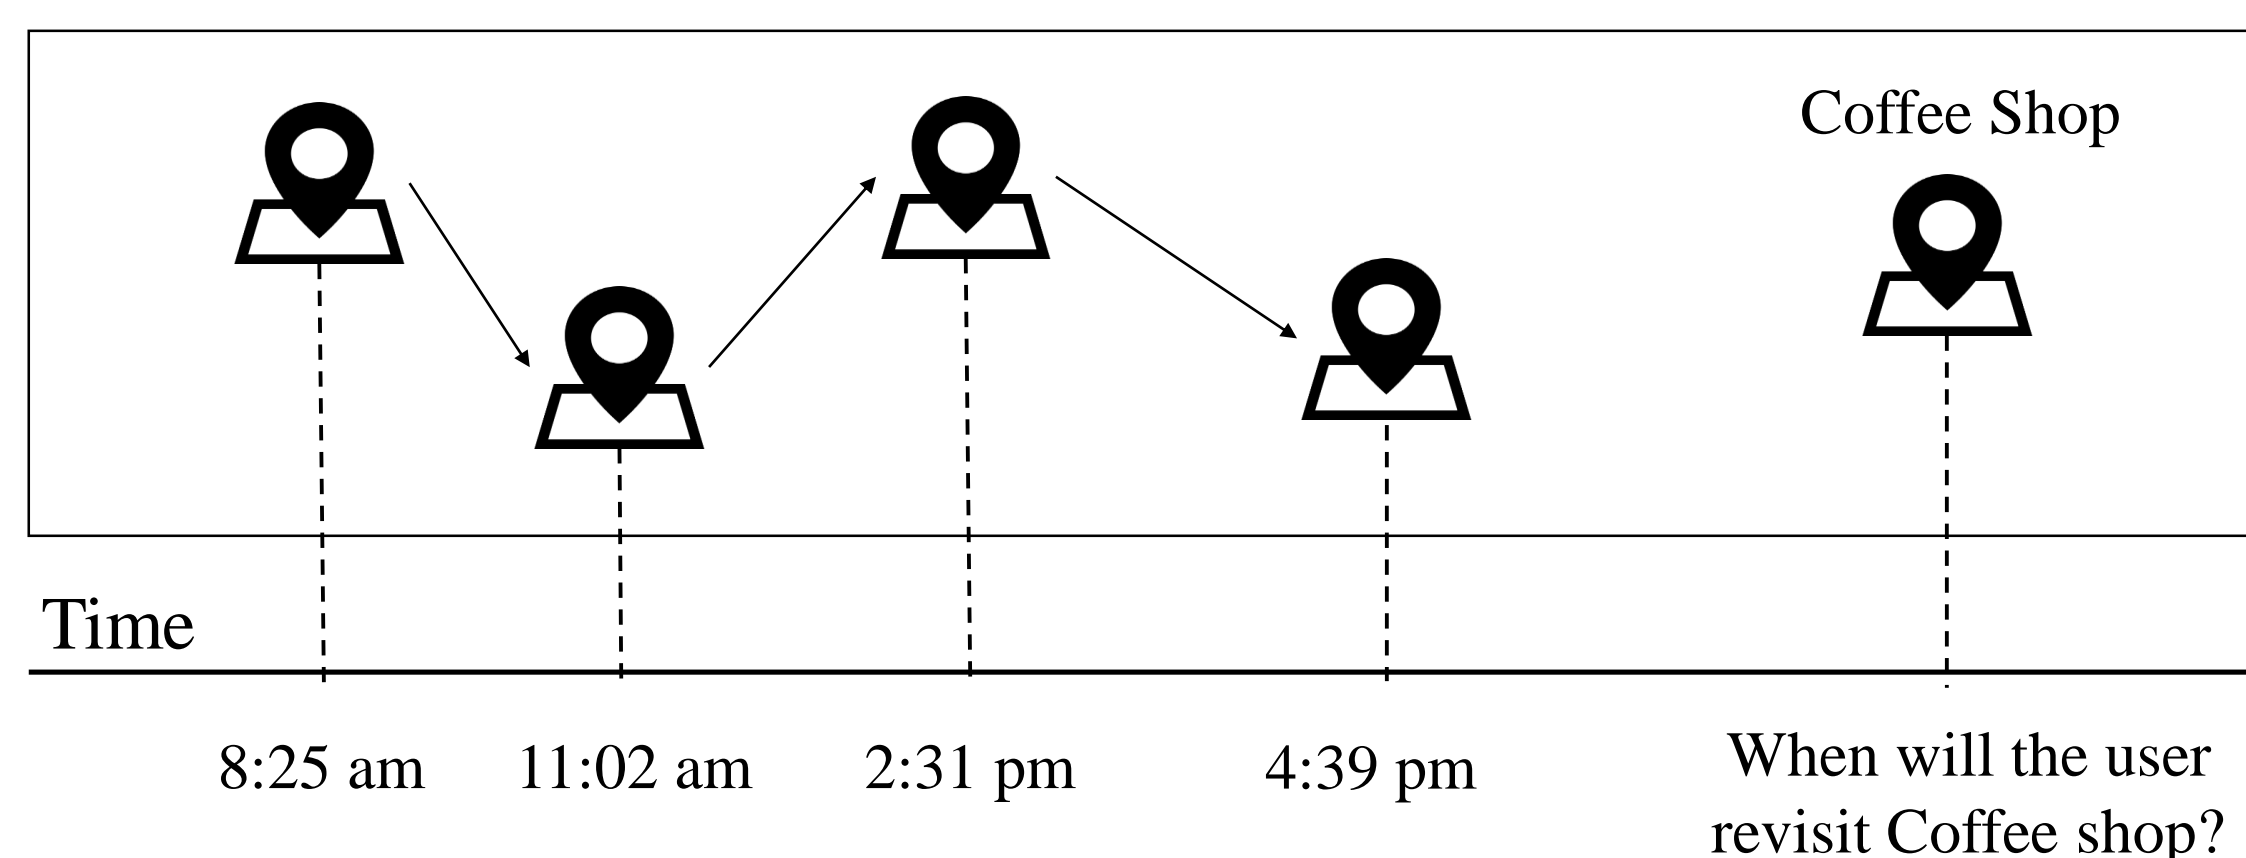 Coffee Shop
Time
8:25 am
11:02 am
2:31 pm
4:39 pm
When will the user
revisit Coffee shop?